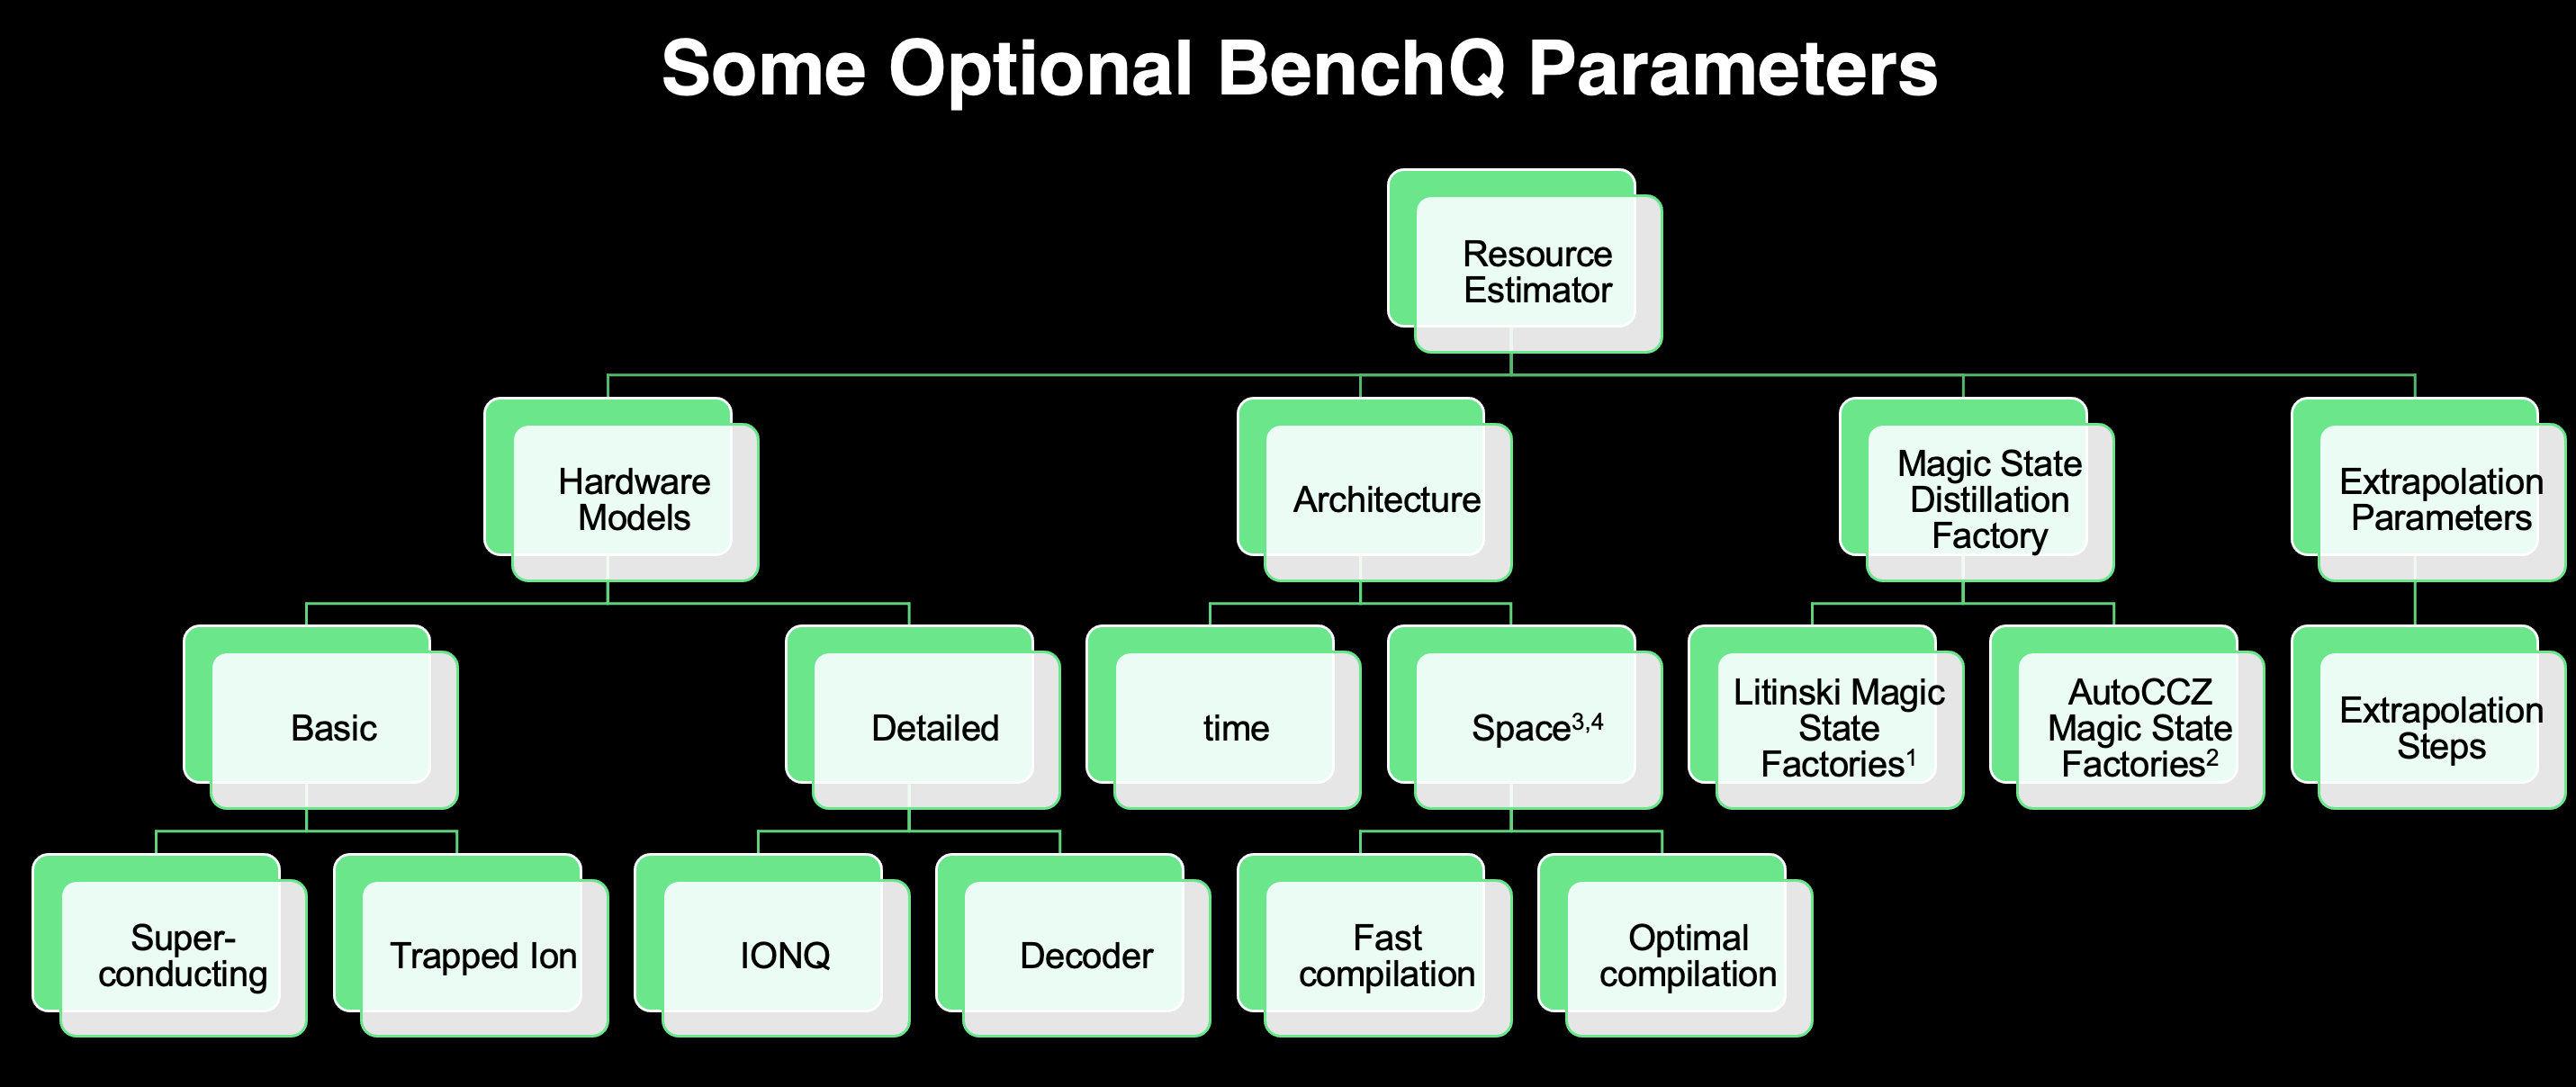 Some Optional BenchQ Parameters
Resource
Estimator
Hardware
Models
Architecture
Magic State
Distillation
Factory
Extrapolation
Parameters
Basic
Detailed
time
Space³,⁴
Litinski Magic
State
Factories¹
AutoCCZ
Magic State
Factories²
Extrapolation
Steps
Super-
conducting
Trapped Ion
IONQ
Decoder
Fast
compilation
Optimal
compilation